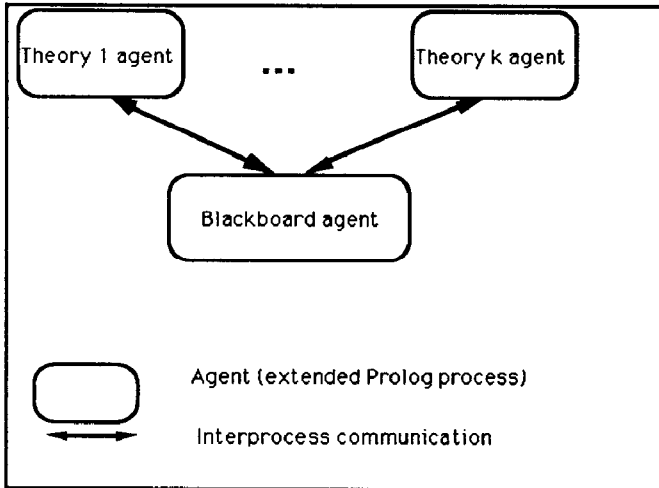 Theory 1 agent
...
Theory k agent
Blackboard agent
Agent (extended Prolog process)
Interprocess communication